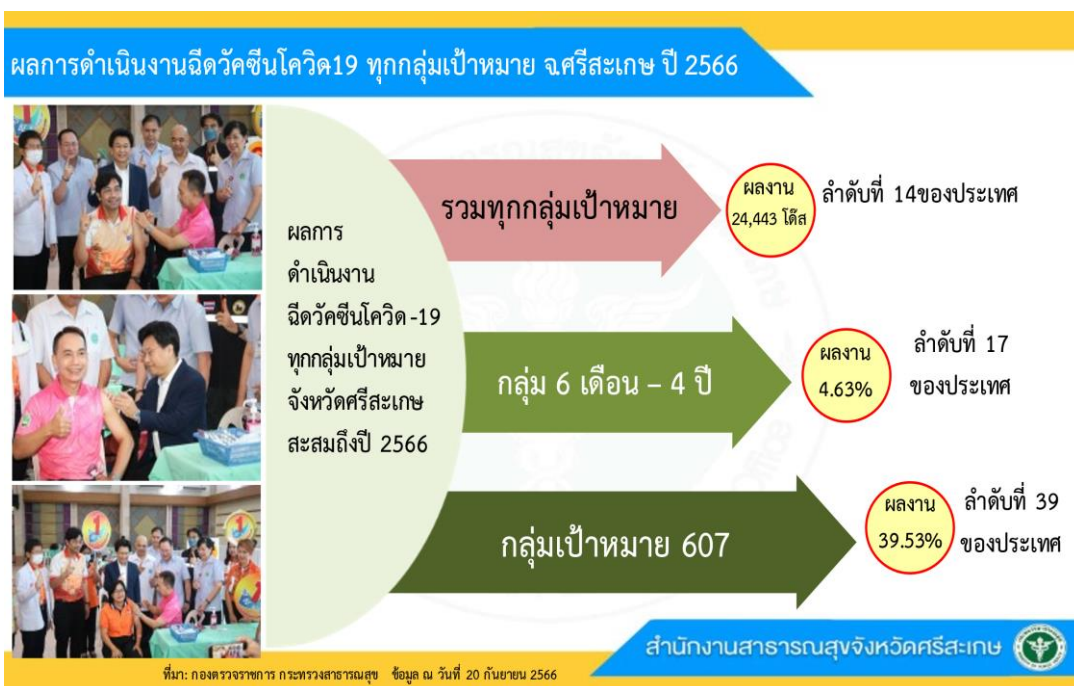 ผลการดำเนินงานฉีดวัคซีนโควิด19 ทุกกลุ่มเป้าหมาย จ.ศรีสะเกษ ปี 2566
ผลการ
ดำเนินงาน
ฉีดวัคซีนโควิด-19
ทุกกลุ่มเป้าหมาย
จังหวัดศรีสะเกษ
สะสมถึงปี 2566
รวมทุกกลุ่มเป้าหมาย
ผลงาน
24,443 โด๊ส
ลำดับที่ 14ของประเทศ
กลุ่ม 6 เดือน – 4 ปี
ผลงาน
4.63%
ลำดับที่ 17
ของประเทศ
กลุ่มเป้าหมาย 607
ผลงาน
39.53%
ลำดับที่ 39
ของประเทศ
สำนักงานสาธารณสุขจังหวัดศรีสะเกษ
ที่มา: กองตรวจราชการ กระทรวงสาธารณสุข ข้อมูล ณ วันที่ 20 กันยายน 2566